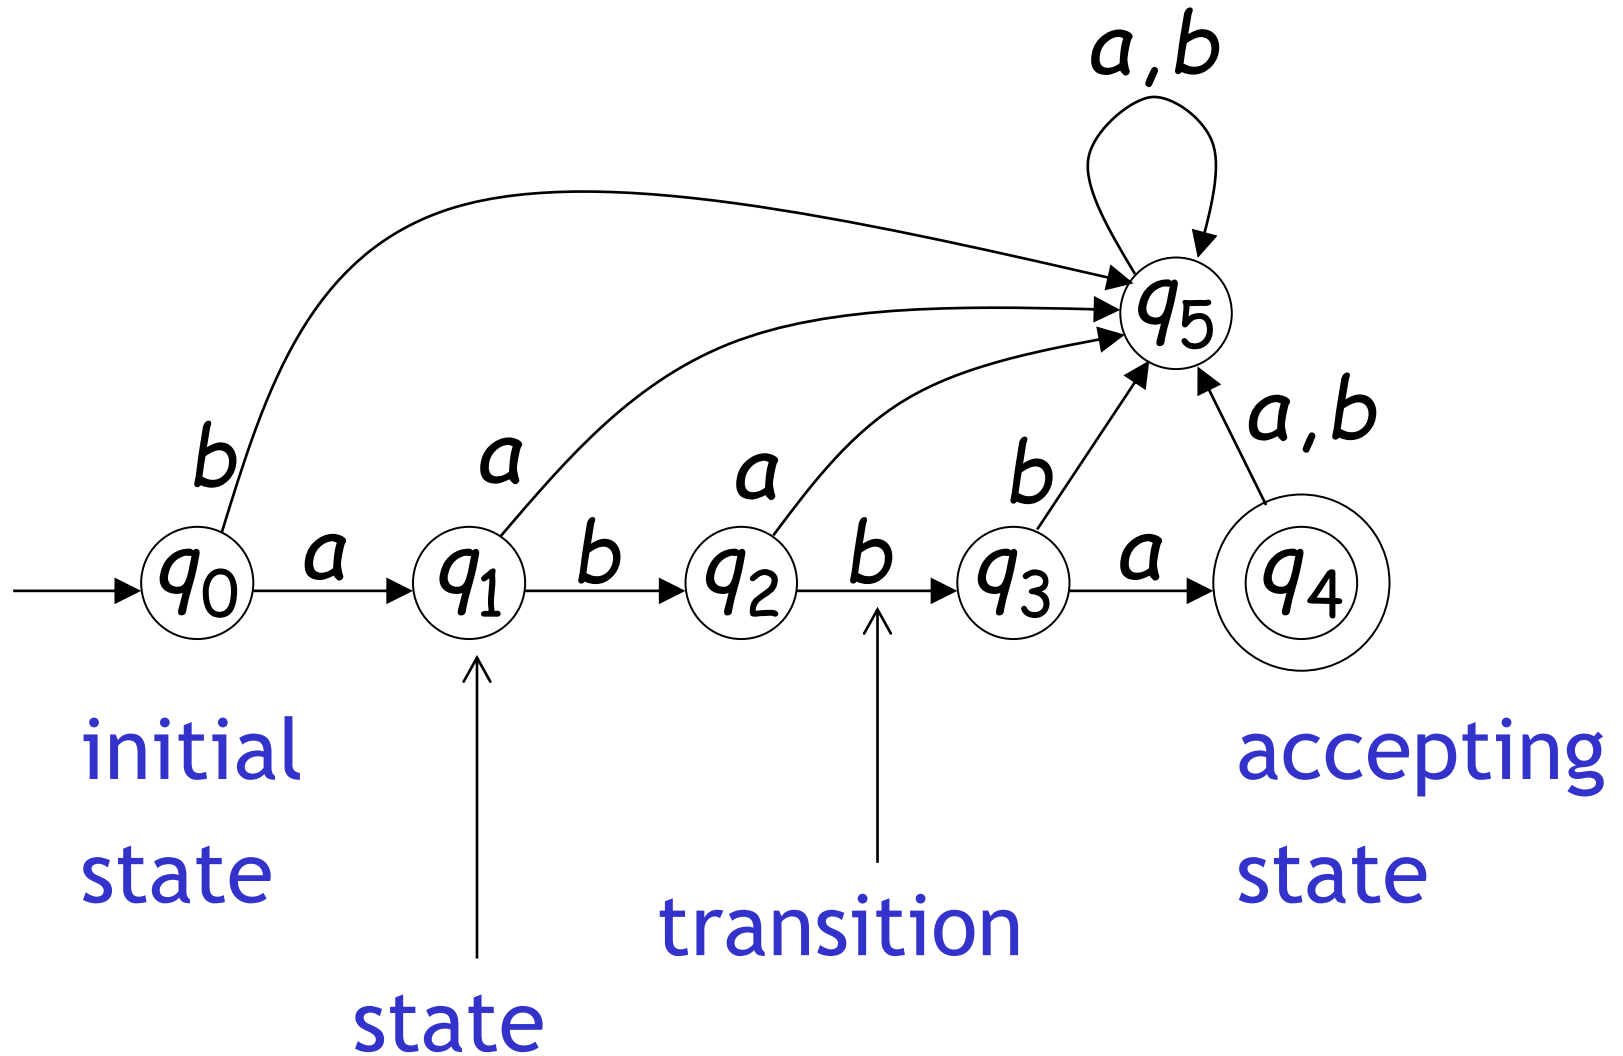 a,b
q5
a,b
b
a
a
b
q0
a
q1
b
q2
b
q3
a
q4
initial
state
accepting
state
transition
state